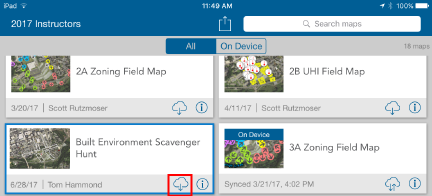 iPad 11:49 AM 100%
2017 Instructors Search maps
All On Device 18 maps
2A Zoning Field Map
3/20/17 | Scott Rutzmoser
2B UHI Field Map
4/11/17 | Scott Rutzmoser
Built Environment Scavenger
Hunt
6/28/17 | Tom Hammond
On Device
3A Zoning Field Map
Synced 3/21/17, 4:02 PM